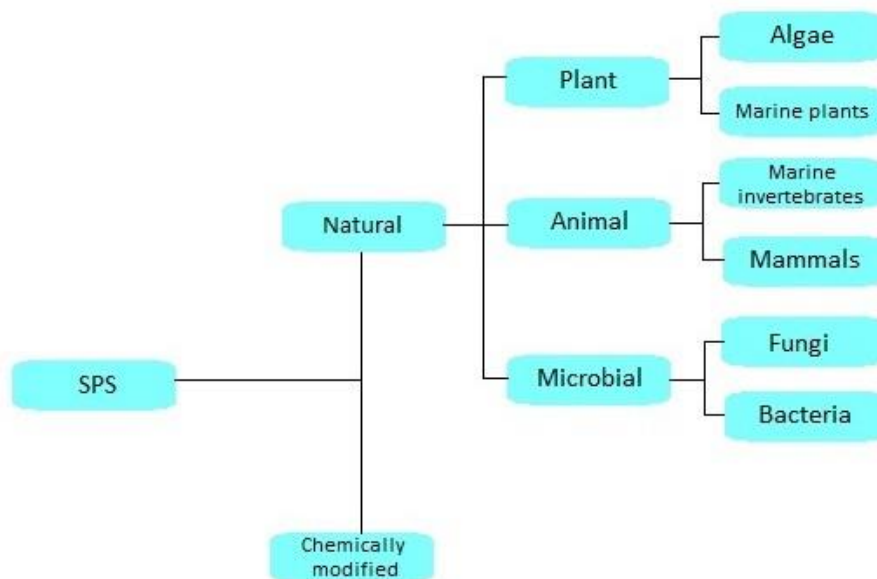 Algae
Plant
Marine plants
Marine
invertebrates
Natural
Animal
Mammals
Fungi
SPS
Microbial
Bacteria
Chemically
modified